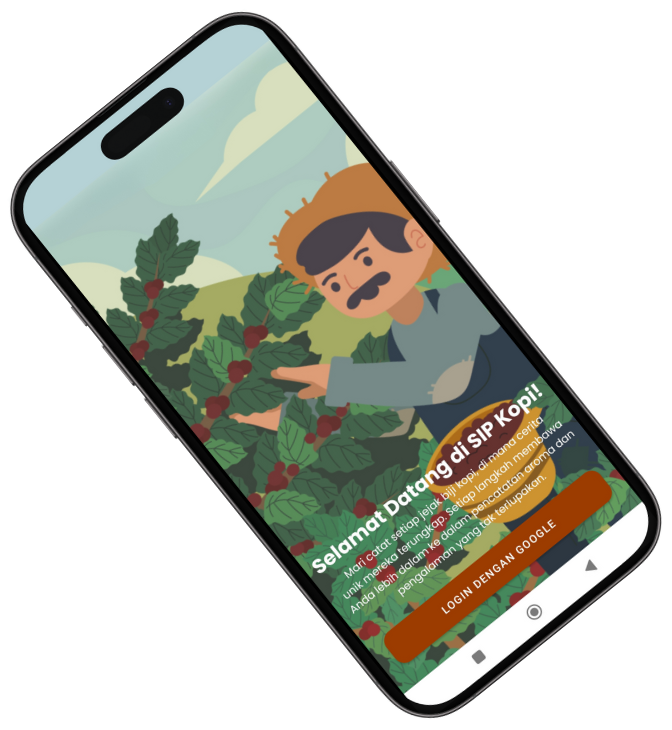 Selamat Datang di SIP Kopi!
Mari catat setiap jejak biji kopi, di mana cerita
unik mereka terungkap. Setiap langkah membawa
Anda lebih dalam ke dalam pencatatan aroma dan
pengalaman yang tak terlupakan.
LOGIN DENGAN GOOGLE